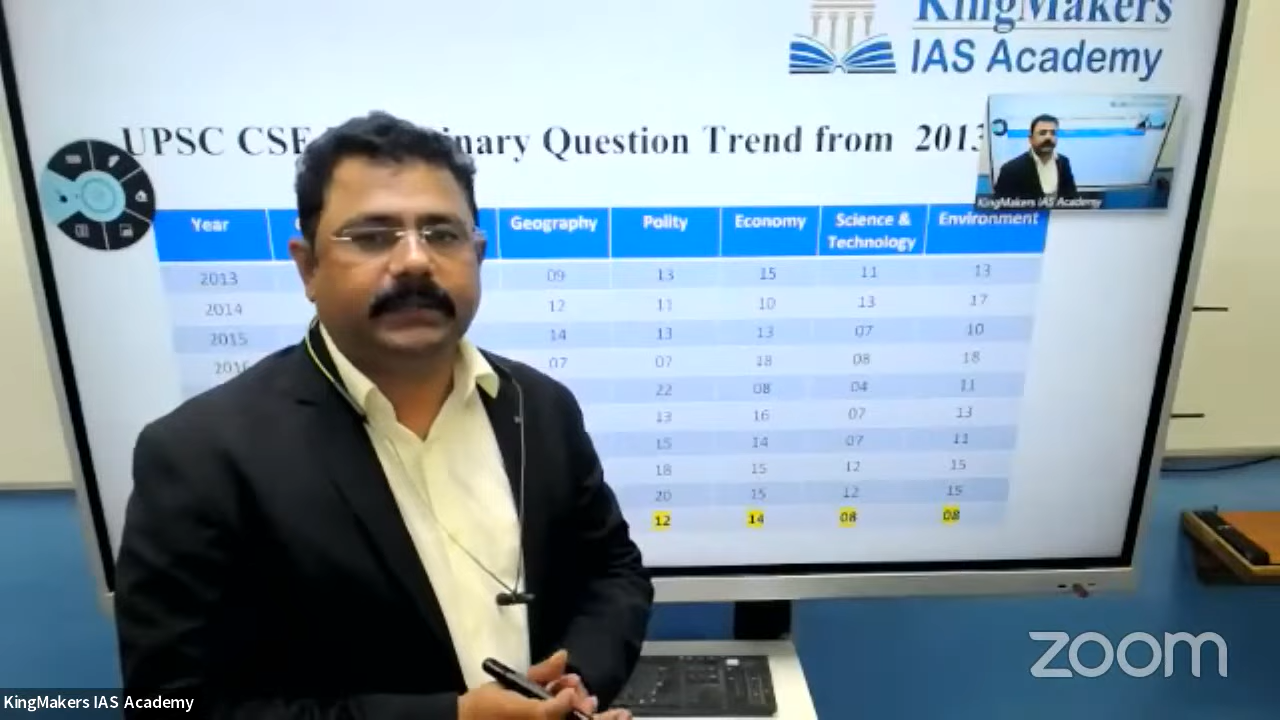 KingMakers
IAS Academy
UPSC CSE inary Question Trend from 2013
KingMakers IAS Academy
Year Geography Polity Economy Science & Technology Environment
2013 09 13 15 11 13
2014 12 11 10 13 17
2015 14 13 13 07 10
2016 07 07 18 08 18
22 08 04 11
13 16 07 13
15 14 07 11
18 15 12 15
20 15 12 15
12 14 08 08
zoom
KingMakers IAS Academy